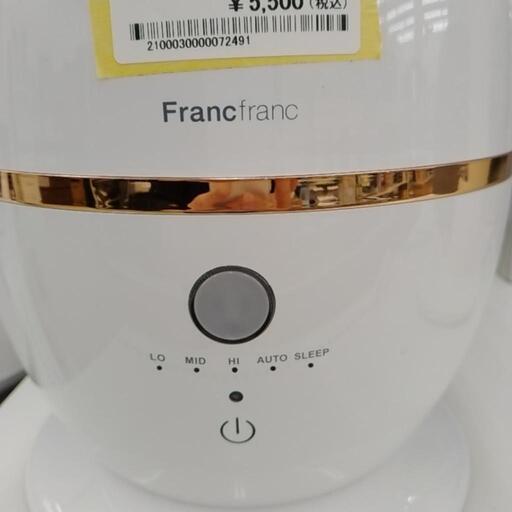 ¥5,500(税込)
2100030000072491
Francfranc
LO MID HI AUTO SLEEP